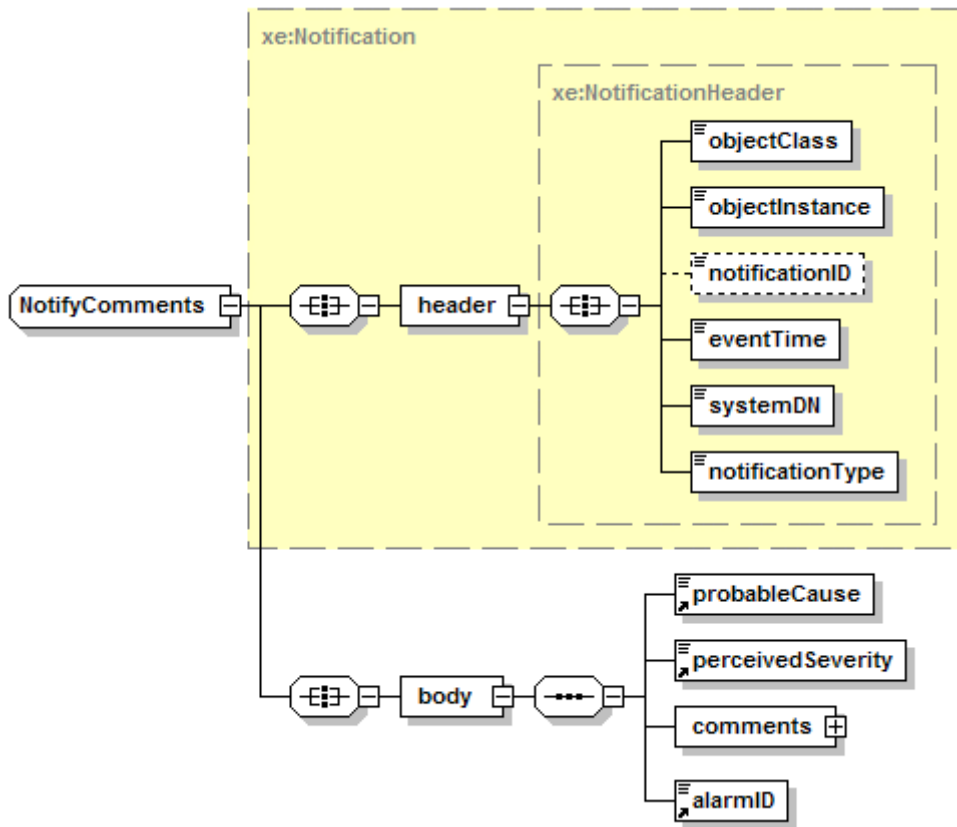 xe:Notification
xe:NotificationHeader
objectClass
objectInstance
notificationID
NotifyComments
header
eventTime
systemDN
notificationType
probableCause
perceivedSeverity
body
comments
alarmID